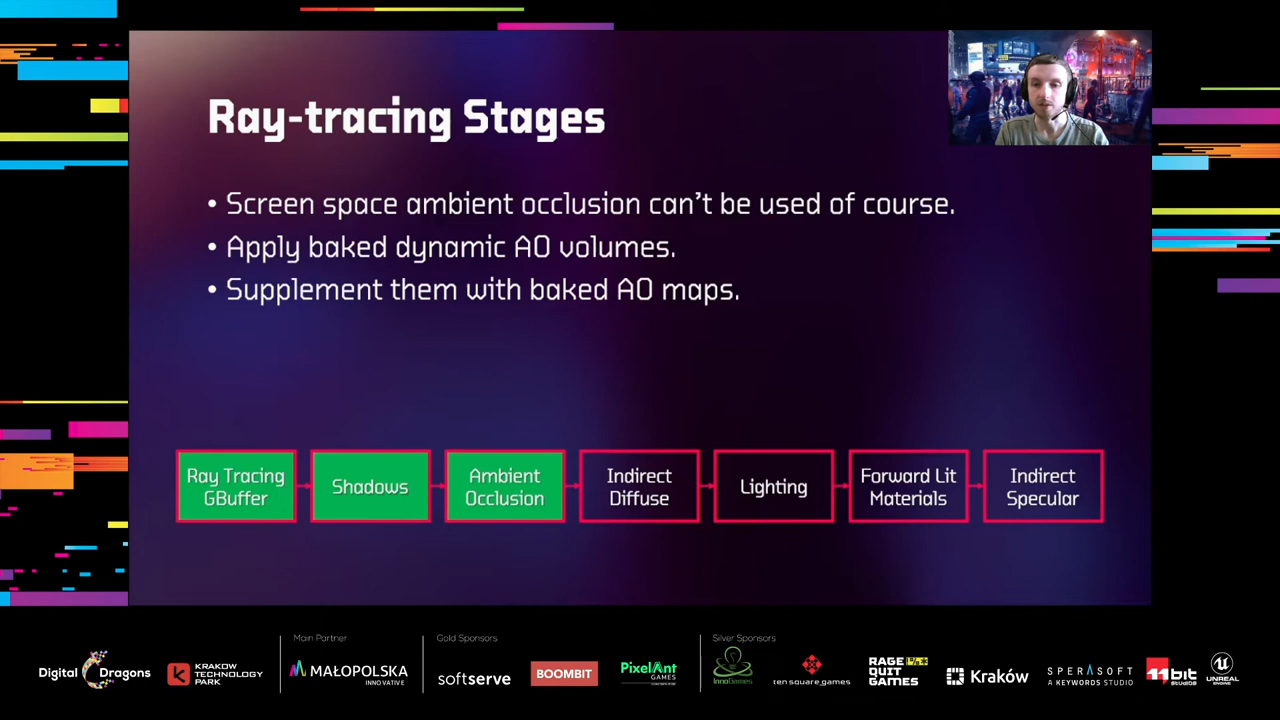 Ray-tracing Stages
• Screen space ambient occlusion can't be used of course.
• Apply baked dynamic AO volumes.
• Supplement them with baked AO maps.
Ray Tracing
GBuffer
Shadows
Ambient
Occlusion
Indirect
Diffuse
Lighting
Forward Lit
Materials
Indirect
Specular
Main Partner
Gold Sponsors
Silver Sponsors
Digital Dragons
KRAKOW
TECHNOLOGY
PARK
MAŁOPOLSKA
INNOVATIVE
softserve
BOOMBIT
PixelAnt
GAMES
InnoGames
ten square games
RAGE
QUIT
GAMES
Kraków
SPERASOFT
A KEYWORDS STUDIO
11bit
STUDIOS
UNREAL
ENGINE